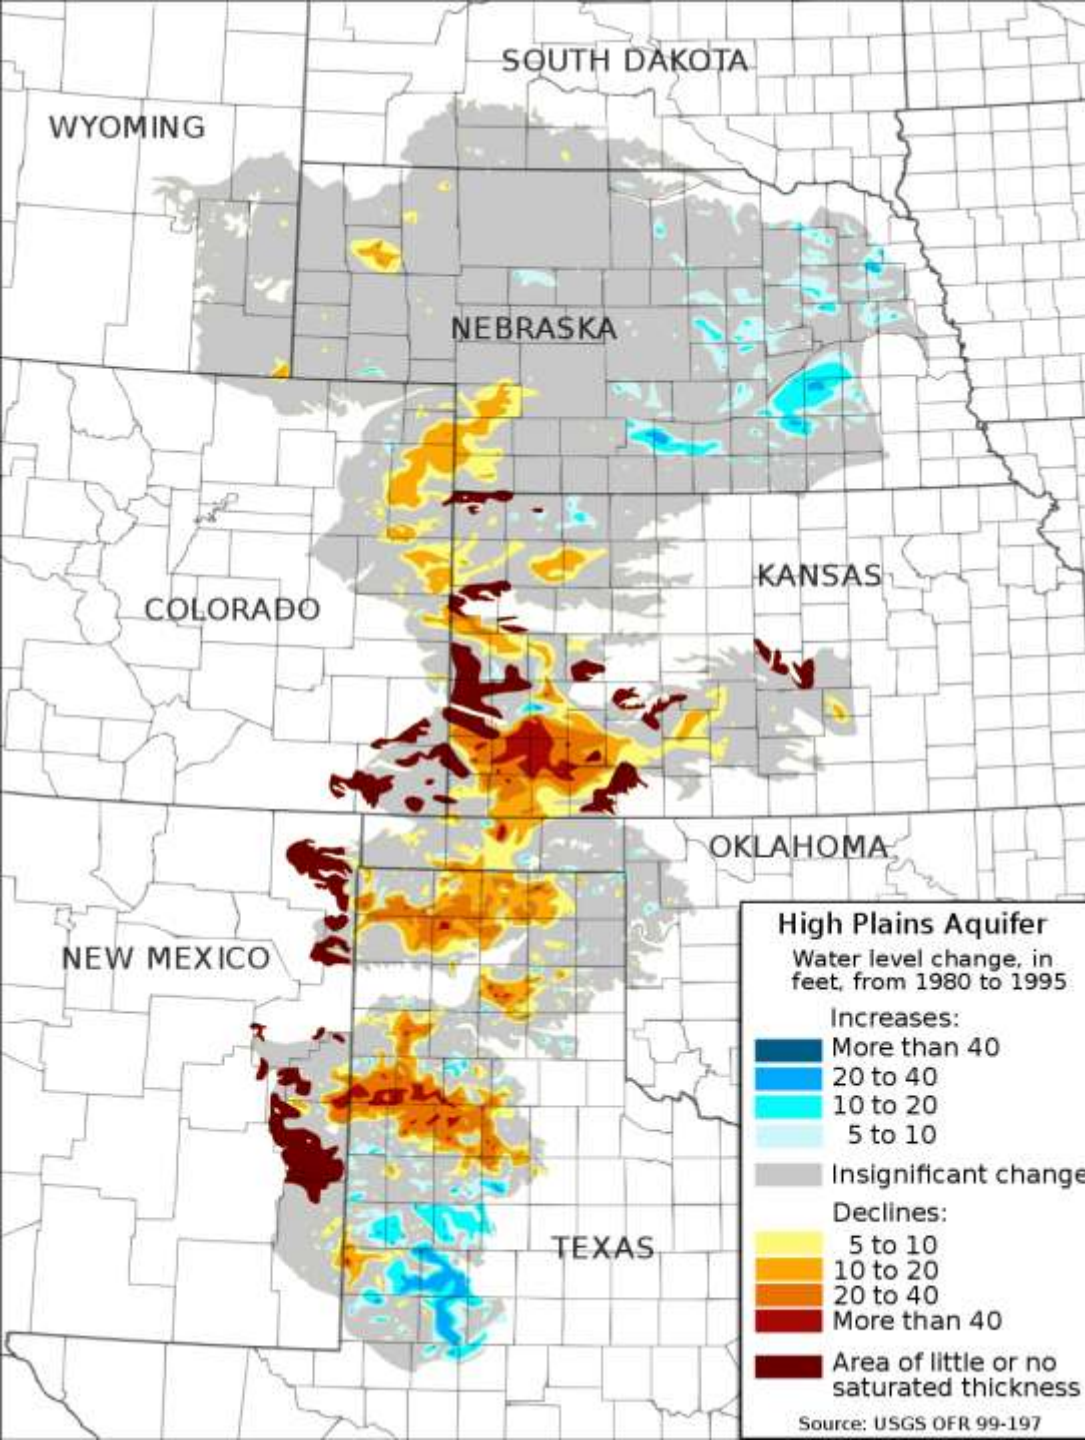 SOUTH DAKOTA
WYOMING
NEBRASKA
KANSAS
COLORADO
OKLAHOMA
NEW MEXICO
TEXAS
High Plains Aquifer
Water level change, in
feet, from 1980 to 1995
Increases:
More than 40
20 to 40
10 to 20
5 to 10
Insignificant change
Declines:
5 to 10
10 to 20
20 to 40
More than 40
Area of little or no
saturated thickness
Source: USGS OFR 99-197